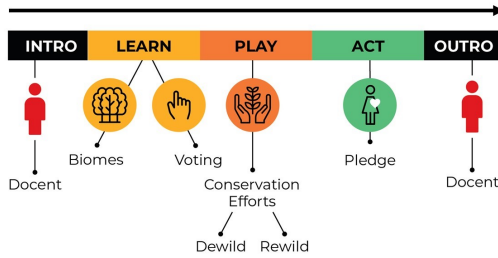 INTRO LEARN PLAY ACT OUTRO
Biomes Voting Pledge
Docent Conservation Docent
Efforts
Dewild Rewild